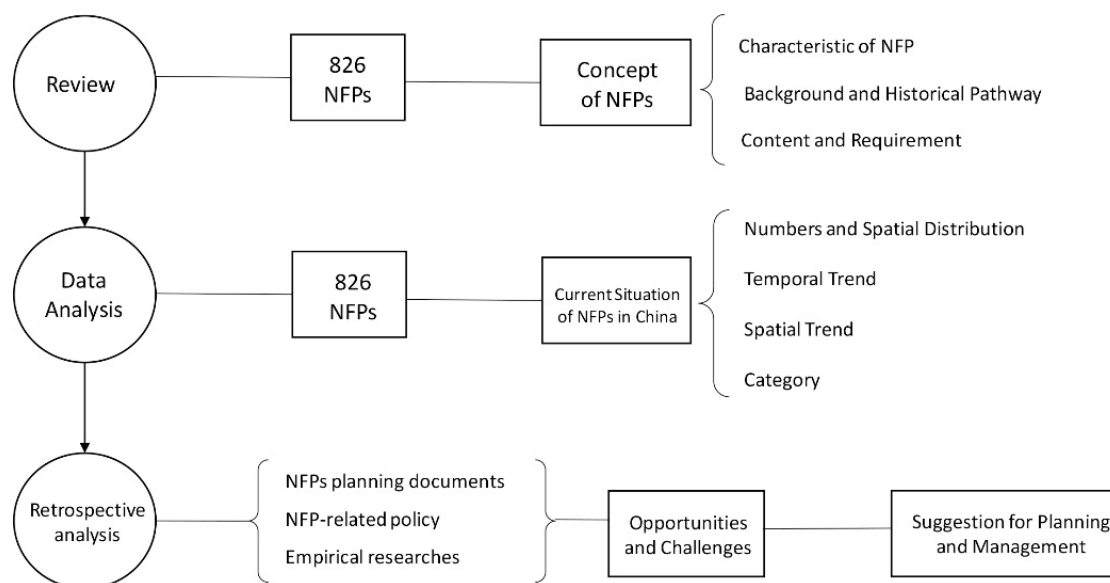 Review
826
NFPs
Concept
of NFPs
Characteristic of NFP
Background and Historical Pathway
Content and Requirement
Data
Analysis
826
NFPs
Current Situation
of NFPs in China
Numbers and Spatial Distribution
Temporal Trend
Spatial Trend
Category
Retrospective
analysis
NFPs planning documents
NFP-related policy
Empirical researches
Opportunities
and Challenges
Suggestion for Planning
and Management